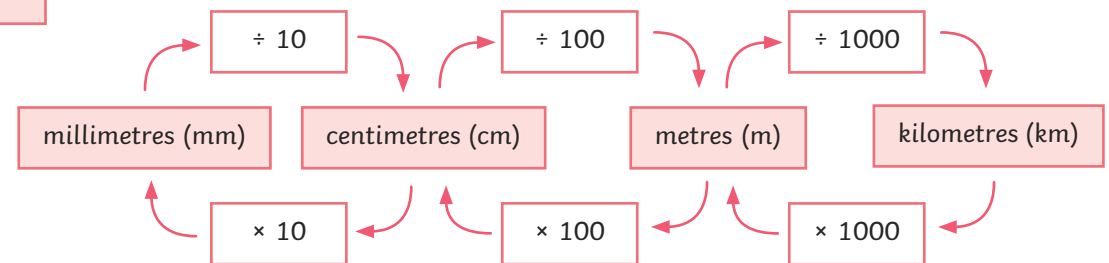 ÷ 10
÷ 100
÷ 1000
millimetres (mm)
centimetres (cm)
metres (m)
kilometres (km)
× 10
× 100
× 1000